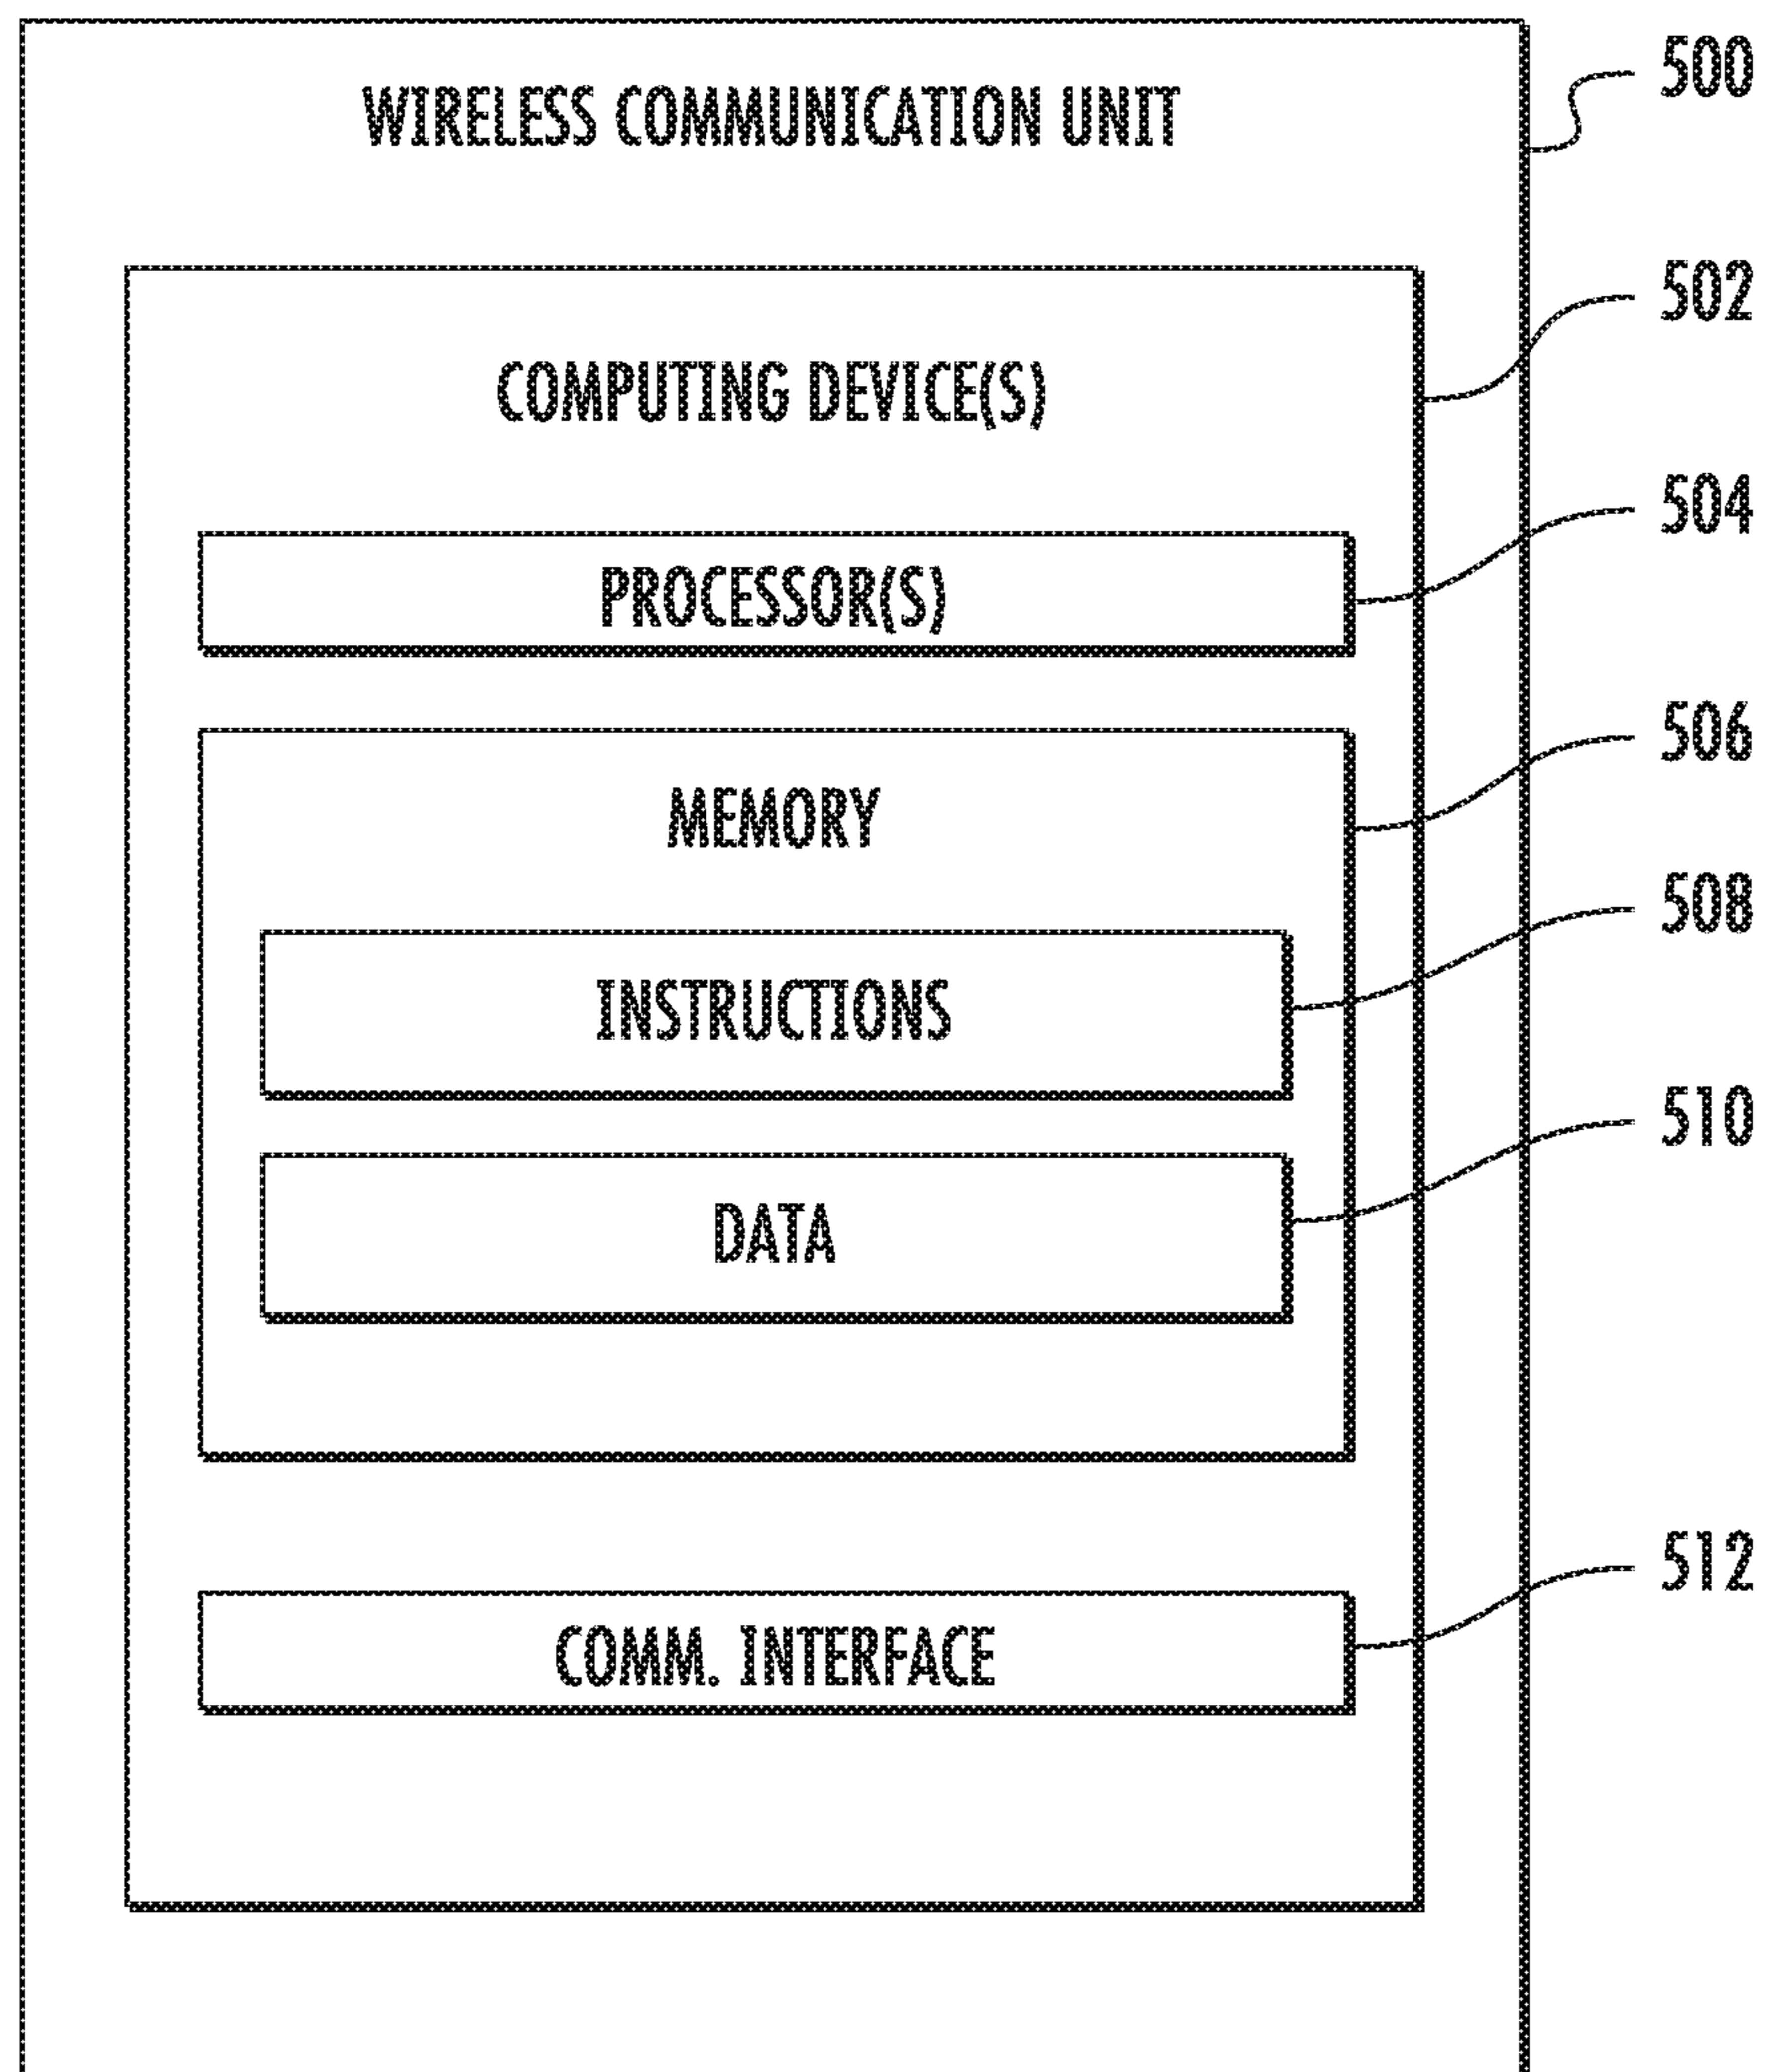 WIRELESS COMMUNICATION UNIT
500
502
COMPUTING DEVICE(S)
504
PROCESSOR(S)
506
MEMORY
508
INSTRUCTIONS
510
DATA
512
COMM. INTERFACE